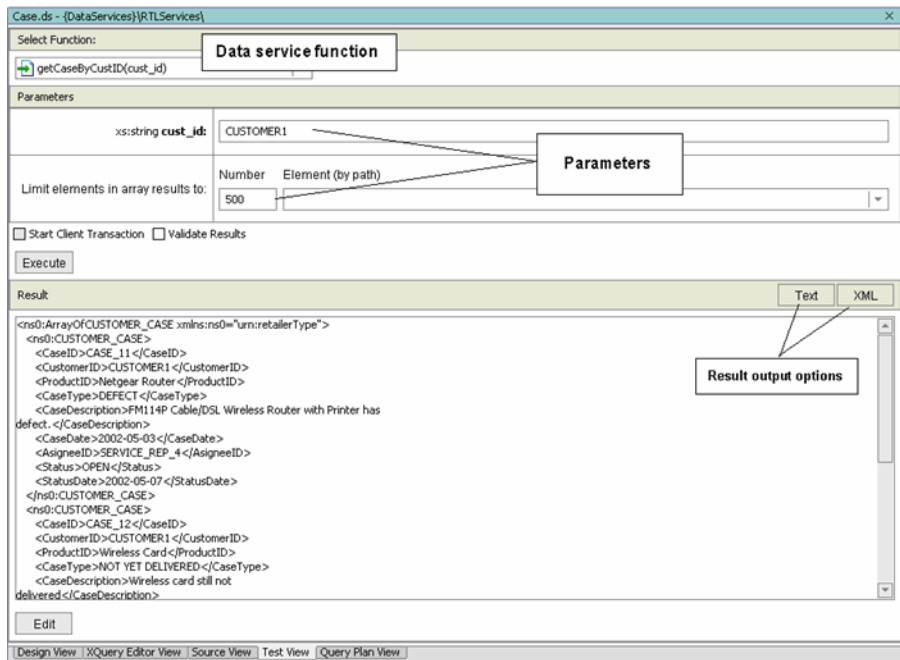 Case.ds - {DataServices}\RTLServices\
Select Function:
Data service function
getCaseByCustID(cust_id)
Parameters
xs:string cust_id:
CUSTOMER1
Parameters
Limit elements in array results to:
Number
Element (by path)
500
Start Client Transaction
Validate Results
Execute
Result
Text
XML
Result output options
<ns0:ArrayOfCUSTOMER_CASE xmlns:ns0="urn:retailerType">
<ns0:CUSTOMER_CASE>
<CaseID>CASE_11</CaseID>
<CustomerID>CUSTOMER1</CustomerID>
<ProductID>Netgear Router</ProductID>
<CaseType>DEFECT</CaseType>
<CaseDescription>FM114P Cable/DSL Wireless Router with Printer has
defect.</CaseDescription>
<CaseDate>2002-05-03</CaseDate>
<AsigneeID>SERVICE_REP_4</AsigneeID>
<Status>OPEN</Status>
<StatusDate>2002-05-07</StatusDate>
</ns0:CUSTOMER_CASE>
<ns0:CUSTOMER_CASE>
<CaseID>CASE_12</CaseID>
<CustomerID>CUSTOMER1</CustomerID>
<ProductID>Wireless Card</ProductID>
<CaseType>NOT YET DELIVERED</CaseType>
<CaseDescription>Wireless card still not
delivered</CaseDescription>
Edit
Design View
XQuery Editor View
Source View
Test View
Query Plan View